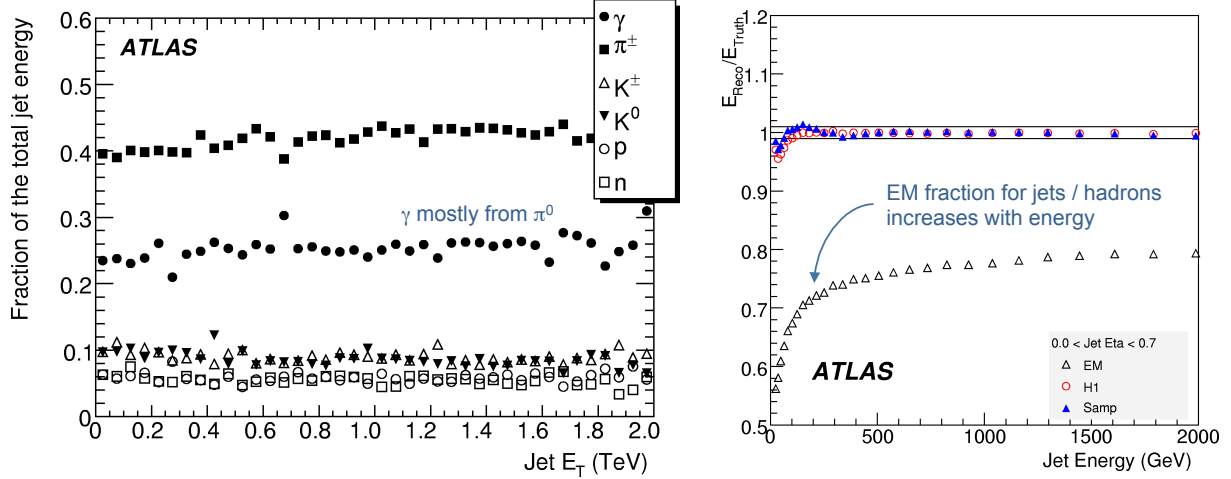 Fraction of the total jet energy
0.6
0.5
0.4
0.3
0.2
0.1
0
ATLAS
γ
π±
K±
K⁰
p
n
γ mostly from π⁰
0 0.2 0.4 0.6 0.8 1.0 1.2 1.4 1.6 1.8 2.0
Jet E_T (TeV)
E_Reco/E_Truth
1.2
1.1
1
0.9
0.8
0.7
0.6
0.5
EM fraction for jets / hadrons
increases with energy
ATLAS
0.0 < Jet Eta < 0.7
EM
H1
Samp
0 500 1000 1500 2000
Jet Energy (GeV)